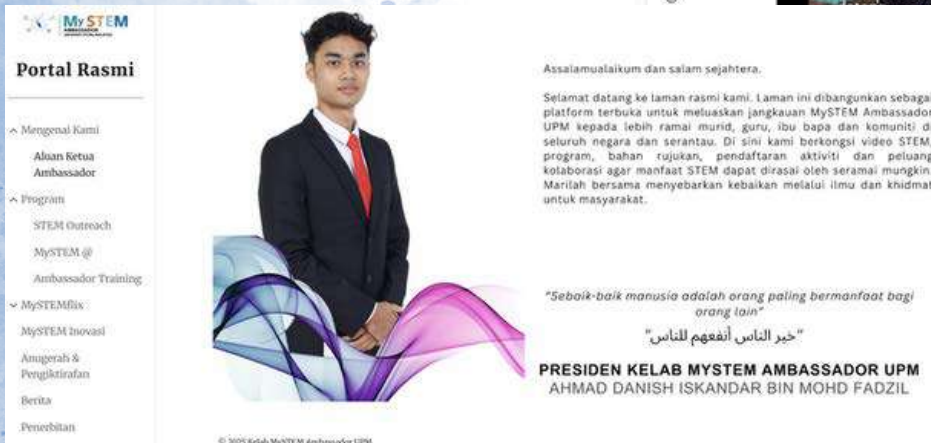 My STEM
AMBASSADOR
Portal Rasmi
Mengenal Kami
Aluan Ketua
Ambassador
Program
STEM Outreach
MySTEM @
Ambassador Training
MySTEMflix
MySTEM Inovasi
Anugerah &
Pengiktirafan
Berita
Penerbitan
Assalamualaikum dan salam sejahtera.
Selamat datang ke laman rasmi kami. Laman ini dibangunkan sebagai
platform terbuka untuk meluaskan jangkauan MySTEM Ambassador
UPM kepada lebih ramai murid, guru, ibu bapa dan komuniti di
seluruh negara dan serantau. Di sini kami berkongsi video STEM,
program, bahan rujukan, pendaftaran aktiviti dan peluang
kolaborasi agar manfaat STEM dapat dirasai oleh seramai mungkin.
Marilah bersama menyebarkan kebaikan melalui ilmu dan khidmat
untuk masyarakat.
"Sebaik-baik manusia adalah orang paling bermanfaat bagi
orang lain"
"خير الناس أنفعهم للناس"
PRESIDEN KELAB MYSTEM AMBASSADOR UPM
AHMAD DANISH ISKANDAR BIN MOHD FADZIL
© 2025 Kelab MySTEM Ambassador UPM